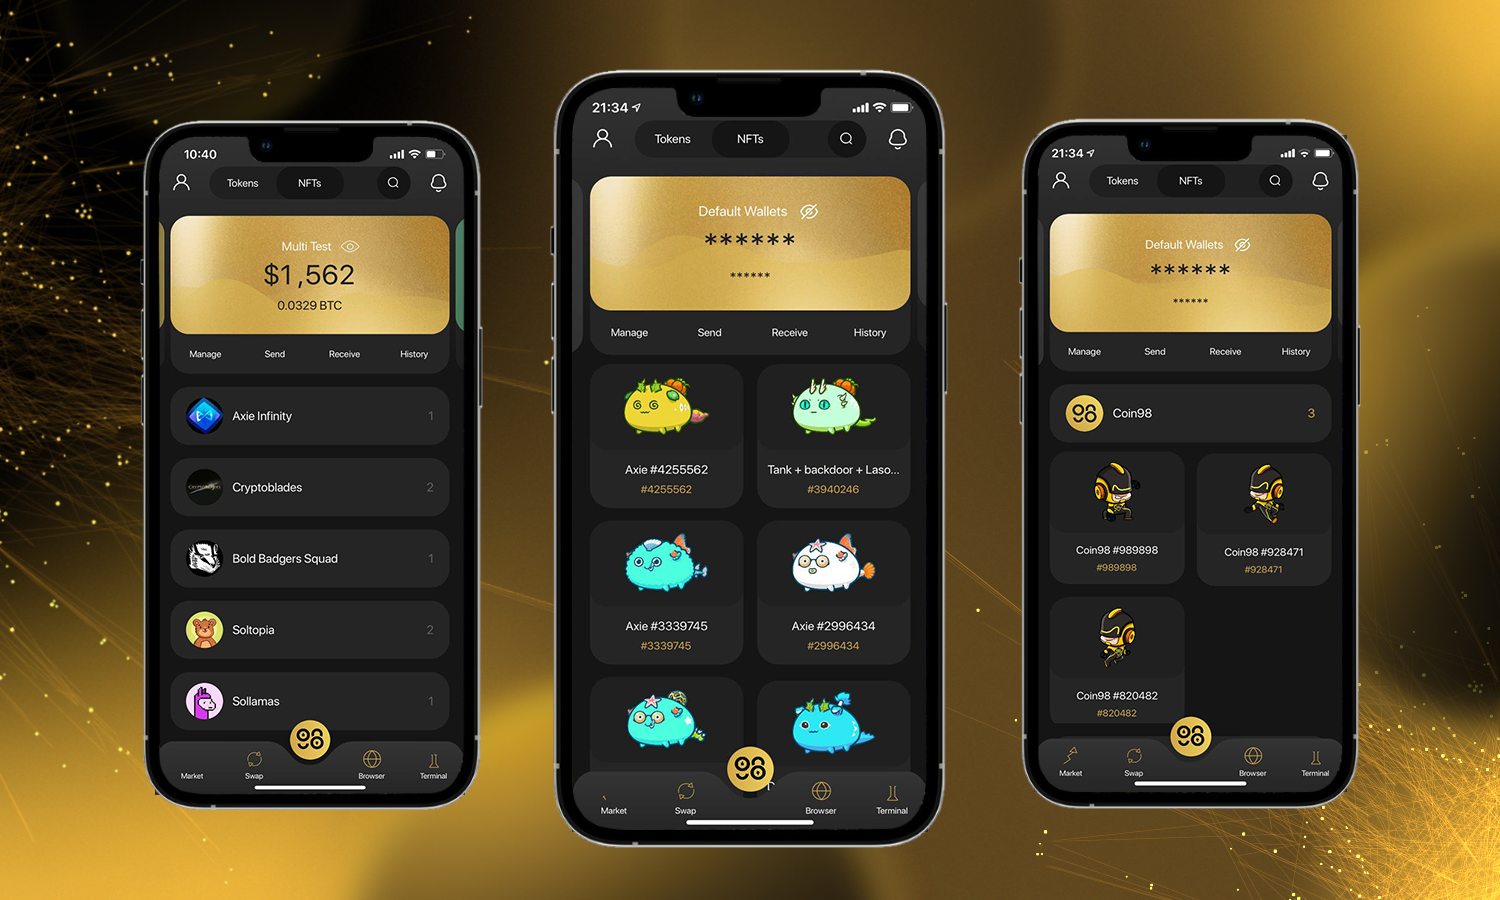 10:40
Tokens NFTs
Multi Test
$1,562
0.0329 BTC
Manage Send Receive History
Axie Infinity 1
Cryptoblades 2
Bold Badgers Squad 1
Soltopia 2
Sollamas 1
98
Market Swap Browser Terminal
21:34
Tokens NFTs
Default Wallets
******
******
Manage Send Receive History
Axie #4255562
#4255562
Tank + backdoor + Laso...
#3940246
Axie #3339745
#3339745
Axie #2996434
#2996434
98
Market Swap Browser Terminal
21:34
Tokens NFTs
Default Wallets
******
******
Manage Send Receive History
98 Coin98 3
Coin98 #989898
#989898
Coin98 #928471
#928471
Coin98 #820482
#820482
98
Market Swap Browser Terminal